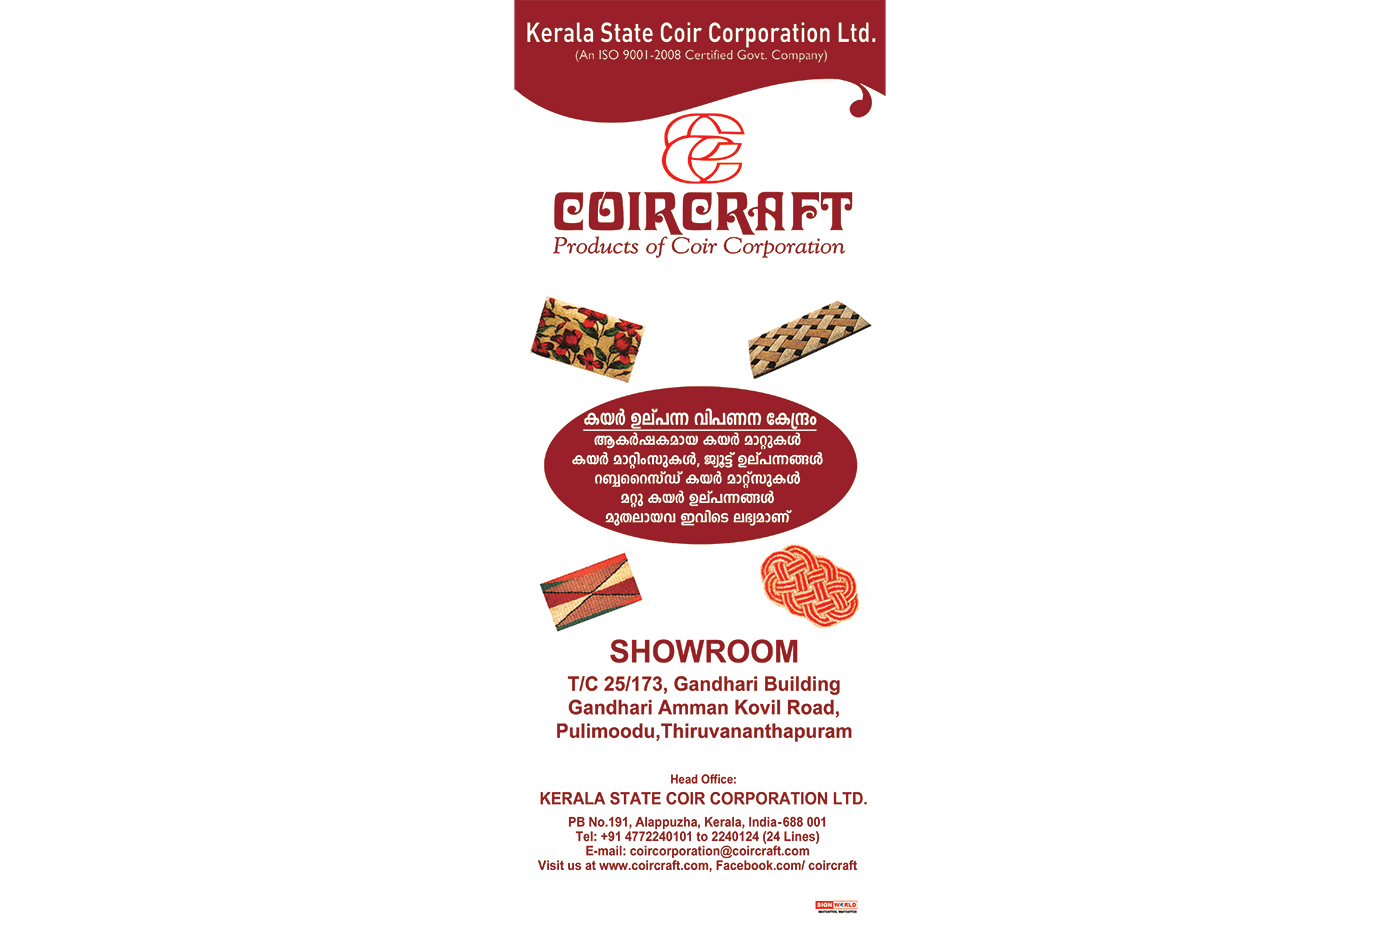 Kerala State Coir Corporation Ltd.
(An ISO 9001-2008 Certified Govt. Company)
COIRCRAFT
Products of Coir Corporation
കയർ ഉല്പന്ന വിപണന കേന്ദ്രം
ആകർഷകമായ കയർ മാറ്റുകൾ
കയർ മാറ്റിംസുകൾ, ജ്യൂട്ട് ഉല്പന്നങ്ങൾ
റബ്ബറൈസ്ഡ് കയർ മാറ്റ്സുകൾ
മറ്റു കയർ ഉല്പന്നങ്ങൾ
മുതലായവ ഇവിടെ ലഭ്യമാണ്
SHOWROOM
T/C 25/173, Gandhari Building
Gandhari Amman Kovil Road,
Pulimoodu,Thiruvananthapuram
Head Office:
KERALA STATE COIR CORPORATION LTD.
PB No.191, Alappuzha, Kerala, India-688 001
Tel: +91 4772240101 to 2240124 (24 Lines)
E-mail: coircorporation@coircraft.com
Visit us at www.coircraft.com, Facebook.com/ coircraft
SIGN WORLD